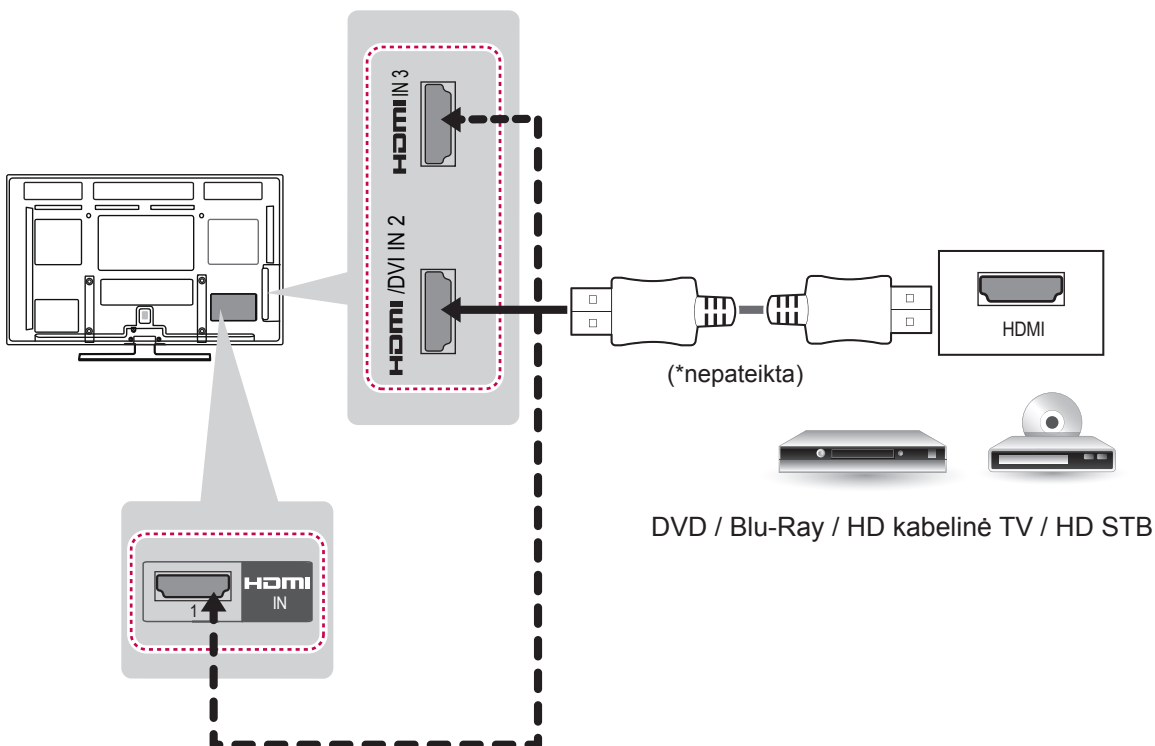 HDMI IN 3
HDMI /DVI IN 2
(*nepateikta)
HDMI
DVD / Blu-Ray / HD kabelinė TV / HD STB
1
HDMI
IN